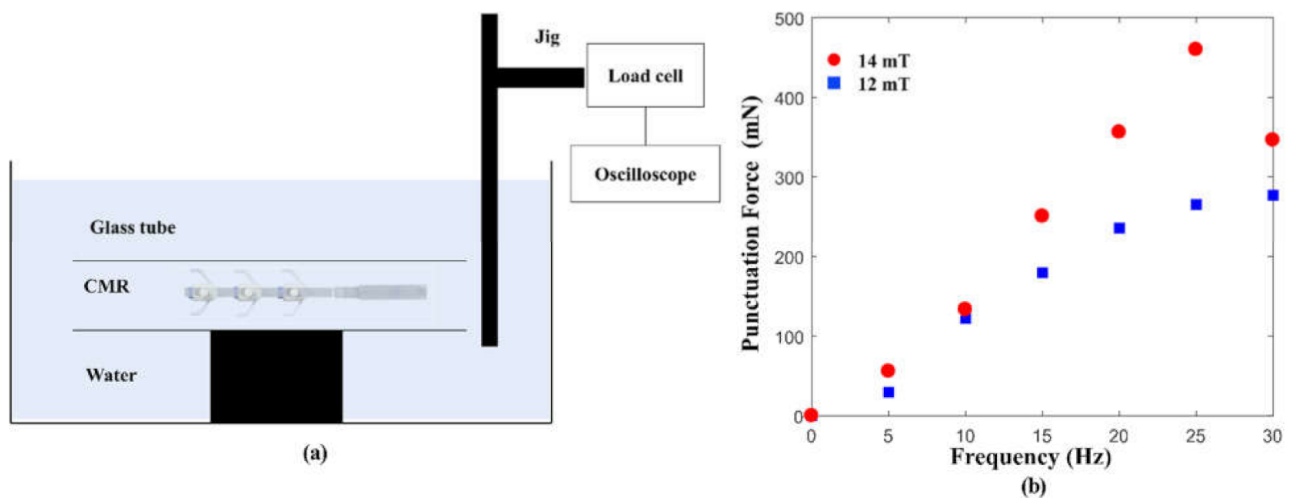 Jig
Load cell
Oscilloscope
Glass tube
CMR
Water
(a)
500
400
300
200
100
0
14 mT
12 mT
Punctuation Force (mN)
0 5 10 15 20 25 30
Frequency (Hz)
(b)